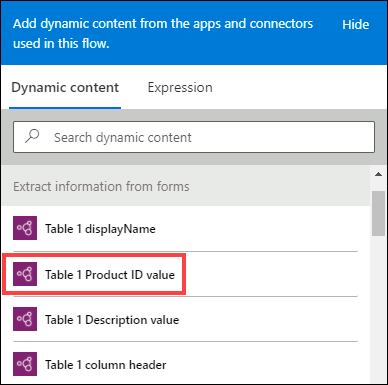 Add dynamic content from the apps and connectors
used in this flow.
Hide
Dynamic content
Expression
Search dynamic content
Extract information from forms
Table 1 displayName
Table 1 Product ID value
Table 1 Description value
Table 1 column header